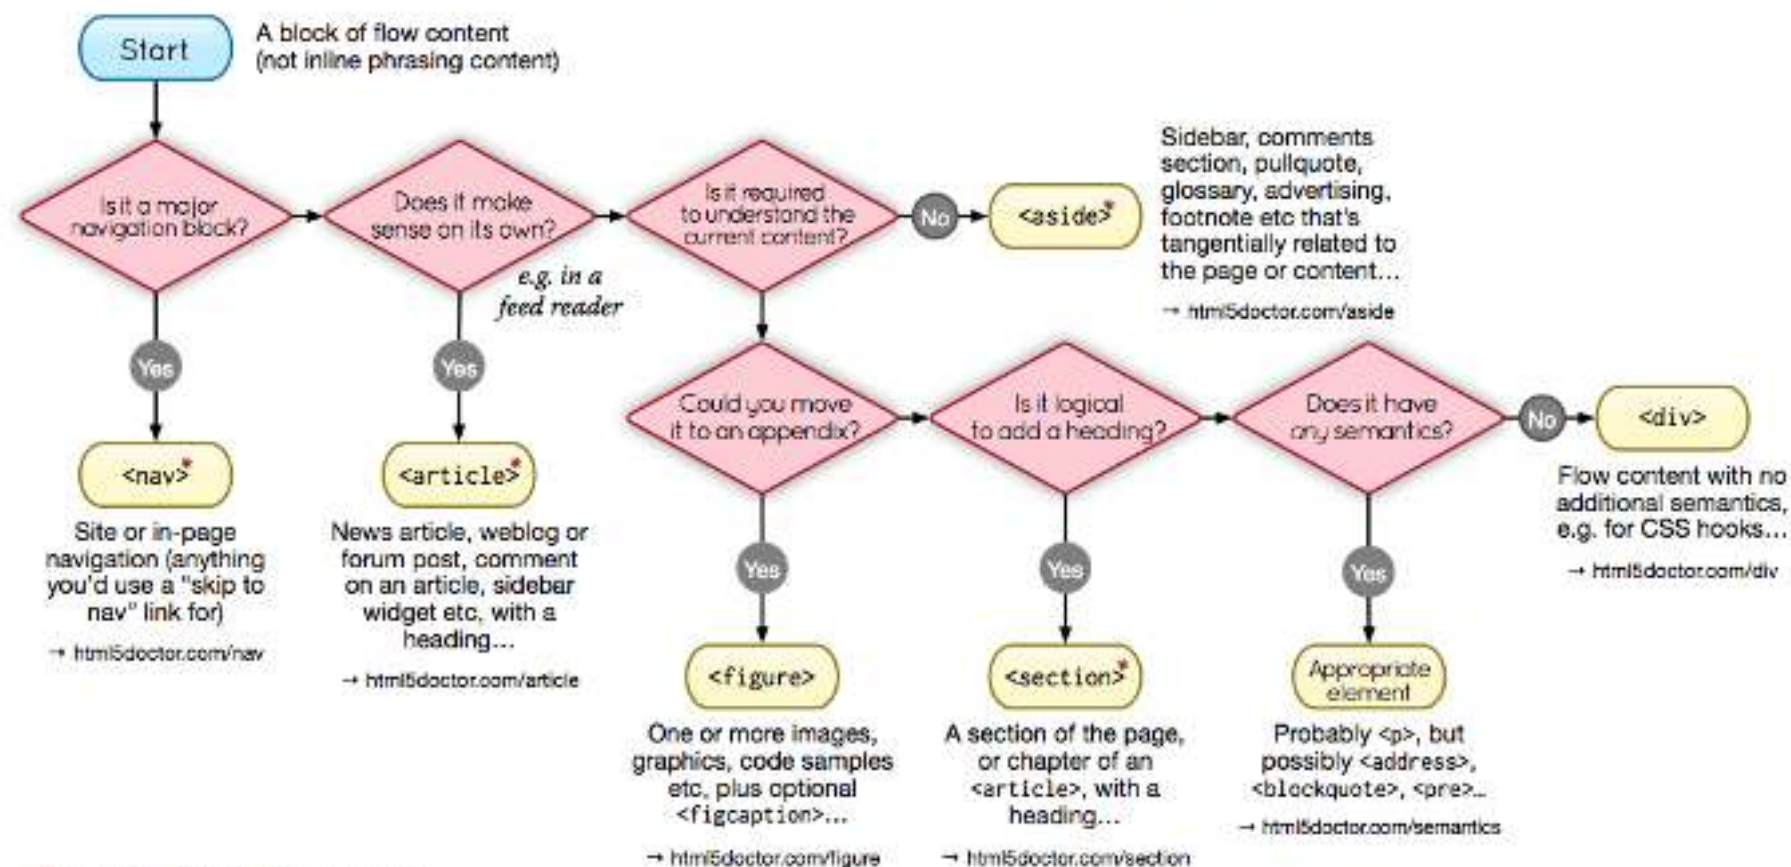 Start
A block of flow content
(not inline phrasing content)
Is it a major
navigation block?
Does it make
sense on its own?
e.g. in a
feed reader
Is it required
to understand the
current content?
No
<aside>*
Sidebar, comments
section, pullquote,
glossary, advertising,
footnote etc that's
tangentially related to
the page or content...
→ html5doctor.com/aside
Yes
<nav>*
Site or in-page
navigation (anything
you'd use a "skip to
nav" link for)
→ html5doctor.com/nav
Yes
<article>*
News article, weblog or
forum post, comment
on an article, sidebar
widget etc, with a
heading...
→ html5doctor.com/article
Could you move
it to an appendix?
Is it logical
to add a heading?
Does it have
any semantics?
No
<div>
Flow content with no
additional semantics,
e.g. for CSS hooks...
→ html5doctor.com/div
Yes
<figure>
One or more images,
graphics, code samples
etc, plus optional
<figcaption>...
→ html5doctor.com/figure
Yes
<section>*
A section of the page,
or chapter of an
<article>, with a
heading...
→ html5doctor.com/section
Yes
Appropriate
element
Probably <p>, but
possibly <address>,
<blockquote>, <pre>…
→ html5doctor.com/semantics